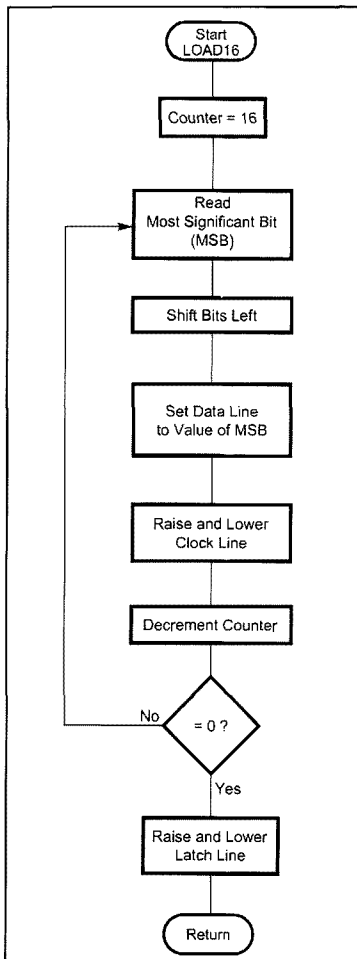 Start
LOAD16
Counter = 16
Read
Most Significant Bit
(MSB)
Shift Bits Left
Set Data Line
to Value of MSB
Raise and Lower
Clock Line
Decrement Counter
= 0 ?
No
Yes
Raise and Lower
Latch Line
Return